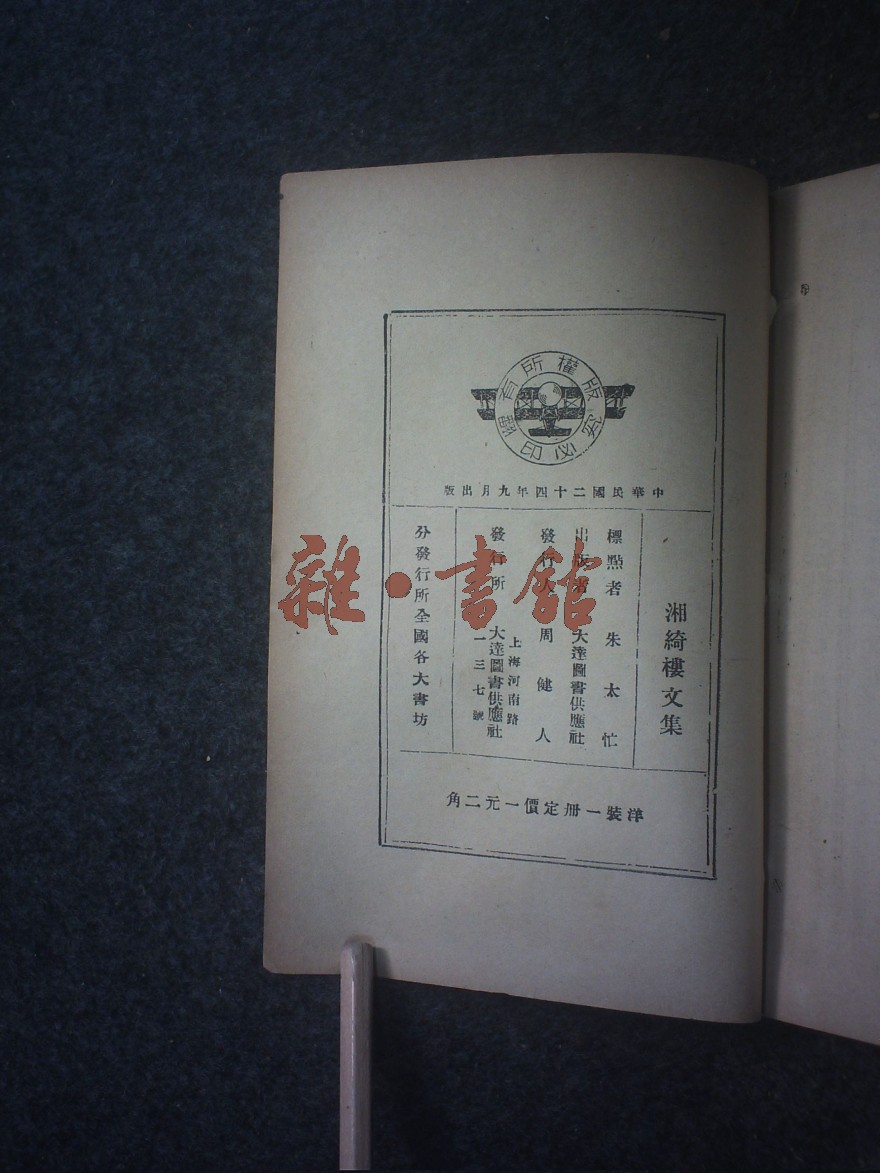 版權所有
翻印必究
中華民國二十四年九月出版
湘綺樓文集
標點者 朱太忙
出版者 大達圖書供應社
發行人 周健人
上海河南路
發行所 大達圖書供應社
一三七號
分發行所全國各大書坊
洋裝一冊定價一元二角
雜·書館